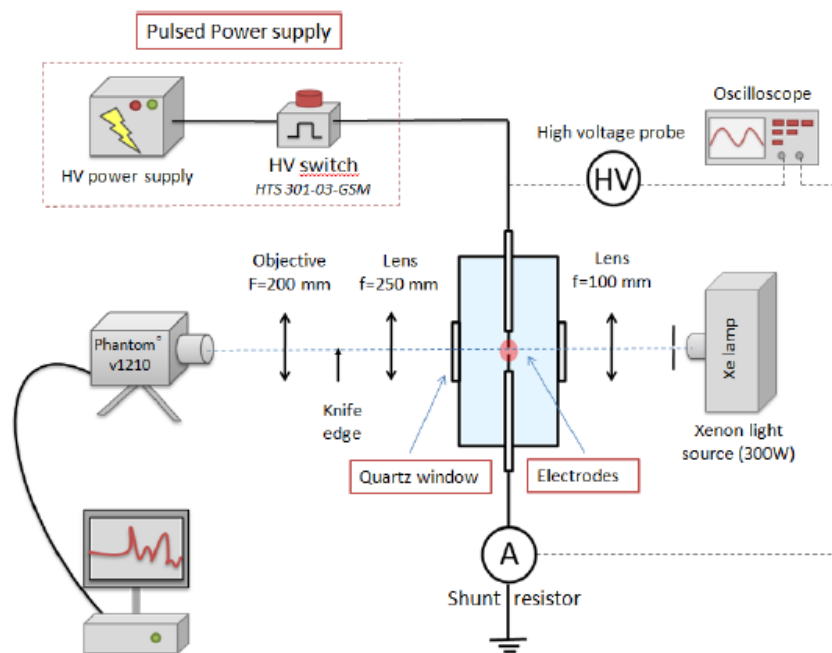 Pulsed Power supply
Oscilloscope
High voltage probe
HV
HV power supply
HV switch
HTS 301-03-GSM
Objective
F=200 mm
Lens
f=250 mm
Lens
f=100 mm
Phantom®
v1210
Xe lamp
Knife
edge
Xenon light
source (300W)
Quartz window
Electrodes
A
Shunt resistor